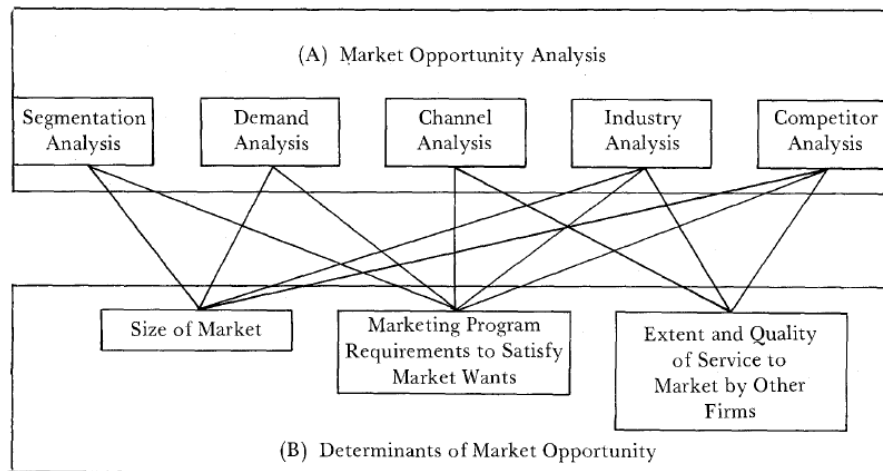 (A) Market Opportunity Analysis
Segmentation
Analysis
Demand
Analysis
Channel
Analysis
Industry
Analysis
Competitor
Analysis
Size of Market
Marketing Program
Requirements to Satisfy
Market Wants
Extent and Quality
of Service to
Market by Other
Firms
(B) Determinants of Market Opportunity